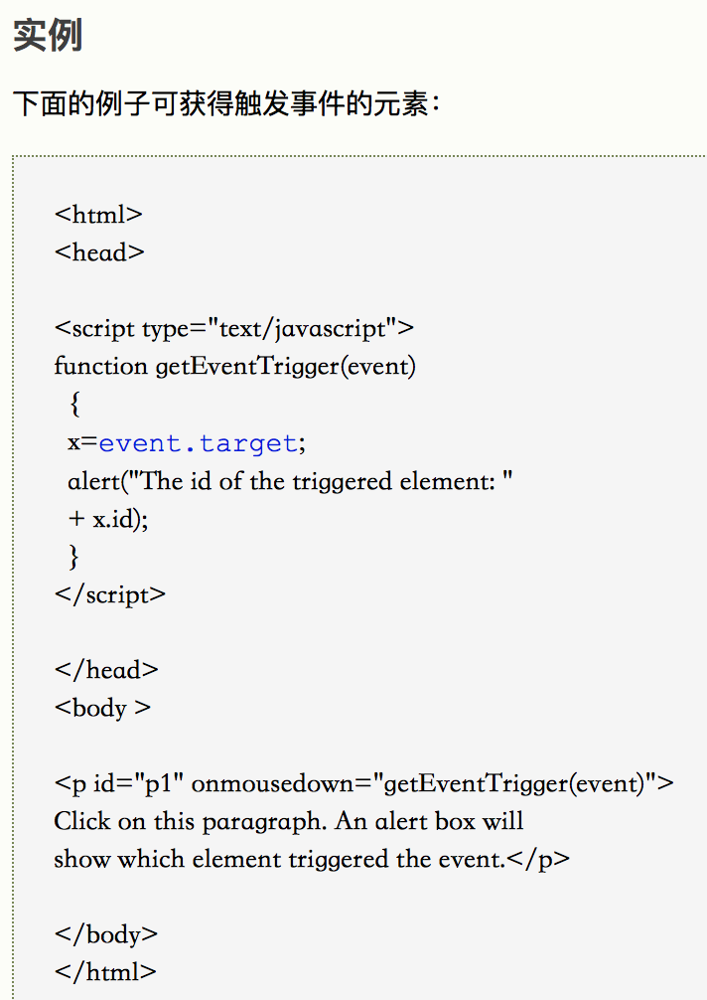 实例
下面的例子可获得触发事件的元素：
<html>
<head>
<script type="text/javascript">
function getEventTrigger(event)
{
x=event.target;
alert("The id of the triggered element: "
+ x.id);
}
</script>
</head>
<body >
<p id="p1" onmousedown="getEventTrigger(event)">
Click on this paragraph. An alert box will
show which element triggered the event.</p>
</body>
</html>